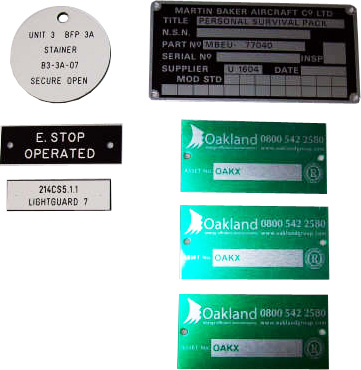 UNIT 3 BFP 3A
STAINER
B3-3A-07
SECURE OPEN
MARTIN BAKER AIRCRAFT Cº LTD
TITLE PERSONAL SURVIVAL PACK
N.S.N.
PART Nº MBEU- 77040
SERIAL Nº INSP
SUPPLIER U 1604 DATE
MOD STD
E. STOP
OPERATED
214CS5.1.1
LIGHTGUARD 7
Oakland 0800 542 2580
www.oaklandgroup.com
ASSET No: OAKX
Oakland 0800 542 2580
www.oaklandgroup.com
ASSET No: OAKX
Oakland 0800 542 2580
www.oaklandgroup.com
ASSET No: OAKX